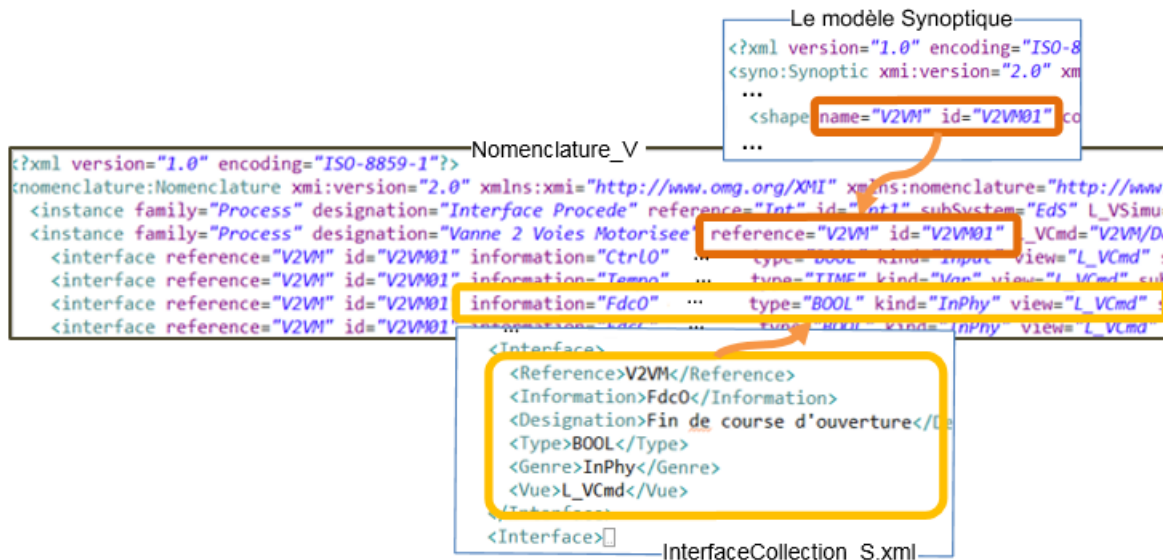 Le modèle Synoptique
<?xml version="1.0" encoding="ISO-8
<syno:Synoptic xmi:version="2.0" xm
...
<shape name="V2VM" id="V2VM01" co
...
Nomenclature_V
<?xml version="1.0" encoding="ISO-8859-1"?>
<nomenclature:Nomenclature xmi:version="2.0" xmlns:xmi="http://www.omg.org/XMI" xmlns:nomenclature="http://www
<instance family="Process" designation="Interface Procede" reference="Int" id="Int1" subSystem="EdS" L_VSimu
<instance family="Process" designation="Vanne 2 Voies Motorisee" reference="V2VM" id="V2VM01" L_VCmd="V2VM/D
<interface reference="V2VM" id="V2VM01" information="CtrlO" ... type="BOOL" kind="Input" view="L_VCmd" s
<interface reference="V2VM" id="V2VM01" information="Tempo" ... type="TIME" kind="Var" view="L_VCmd" sub
<interface reference="V2VM" id="V2VM01" information="FdcO" ... type="BOOL" kind="InPhy" view="L_VCmd" s
<interface reference="V2VM" id="V2VM01" ... information="FdcC" ... type="BOOL" kind="InPhy" view="L_VCmd"
<Interface>
<Reference>V2VM</Reference>
<Information>FdcO</Information>
<Designation>Fin de course d'ouverture</De
<Type>BOOL</Type>
<Genre>InPhy</Genre>
<Vue>L_VCmd</Vue>
</Interface>
<Interface>
InterfaceCollection_S.xml